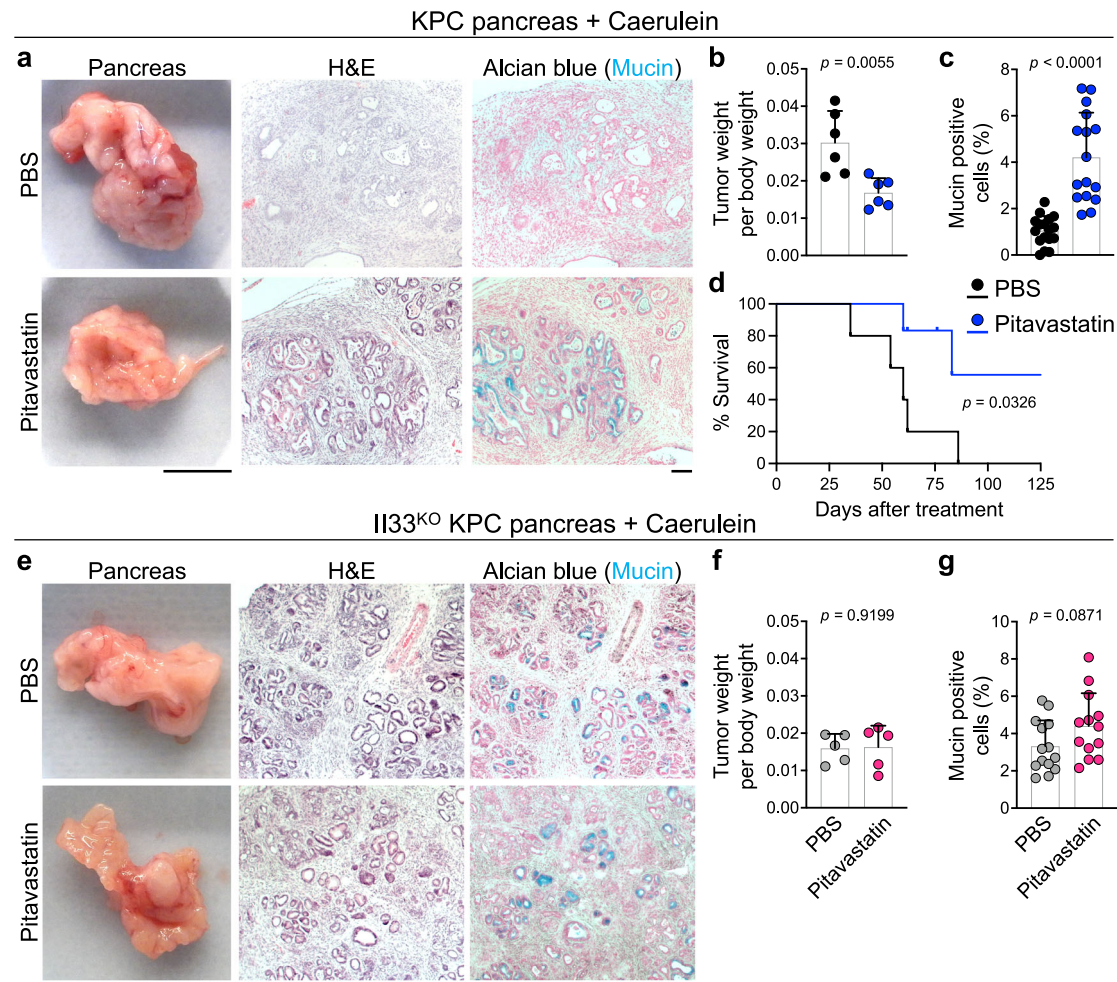 KPC pancreas + Caerulein
a
Pancreas
H&E
Alcian blue (Mucin)
PBS
Pitavastatin
b
p = 0.0055
Tumor weight
per body weight
0.05
0.04
0.03
0.02
0.01
0.00
c
p < 0.0001
Mucin positive
cells (%)
8
6
4
2
0
d
PBS
Pitavastatin
% Survival
100
80
60
40
20
0
p = 0.0326
0 25 50 75 100 125
Days after treatment
Il33KO KPC pancreas + Caerulein
e
Pancreas
H&E
Alcian blue (Mucin)
PBS
Pitavastatin
f
p = 0.9199
Tumor weight
per body weight
0.05
0.04
0.03
0.02
0.01
0.00
PBS
Pitavastatin
g
p = 0.0871
Mucin positive
cells (%)
10
8
6
4
2
0
PBS
Pitavastatin